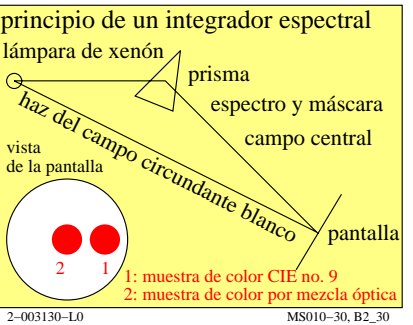 principio de un integrador espectral
lámpara de xenón
prisma
espectro y máscara
campo central
haz del campo circundante blanco
vista
de la pantalla
pantalla
2 1
1: muestra de color CIE no. 9
2: muestra de color por mezcla óptica
2−003130−L0 MS010−30, B2_30